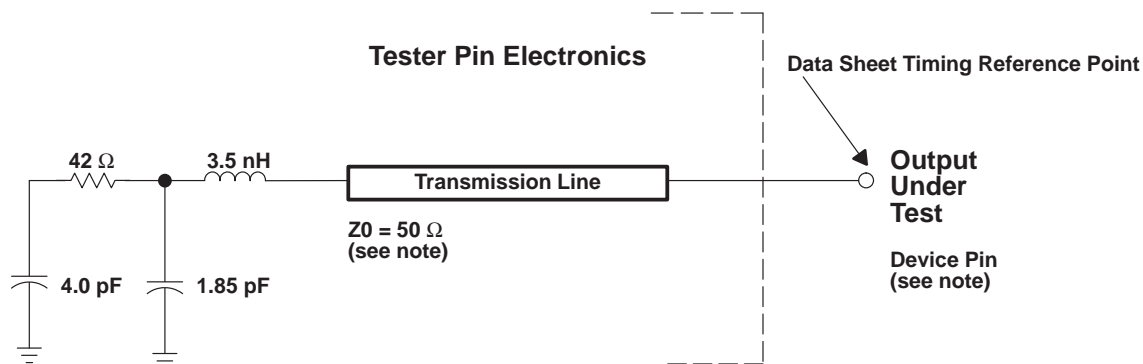 Tester Pin Electronics
Data Sheet Timing Reference Point
42 Ω
3.5 nH
Transmission Line
Output
Under
Test
Z0 = 50 Ω
(see note)
Device Pin
(see note)
4.0 pF
1.85 pF